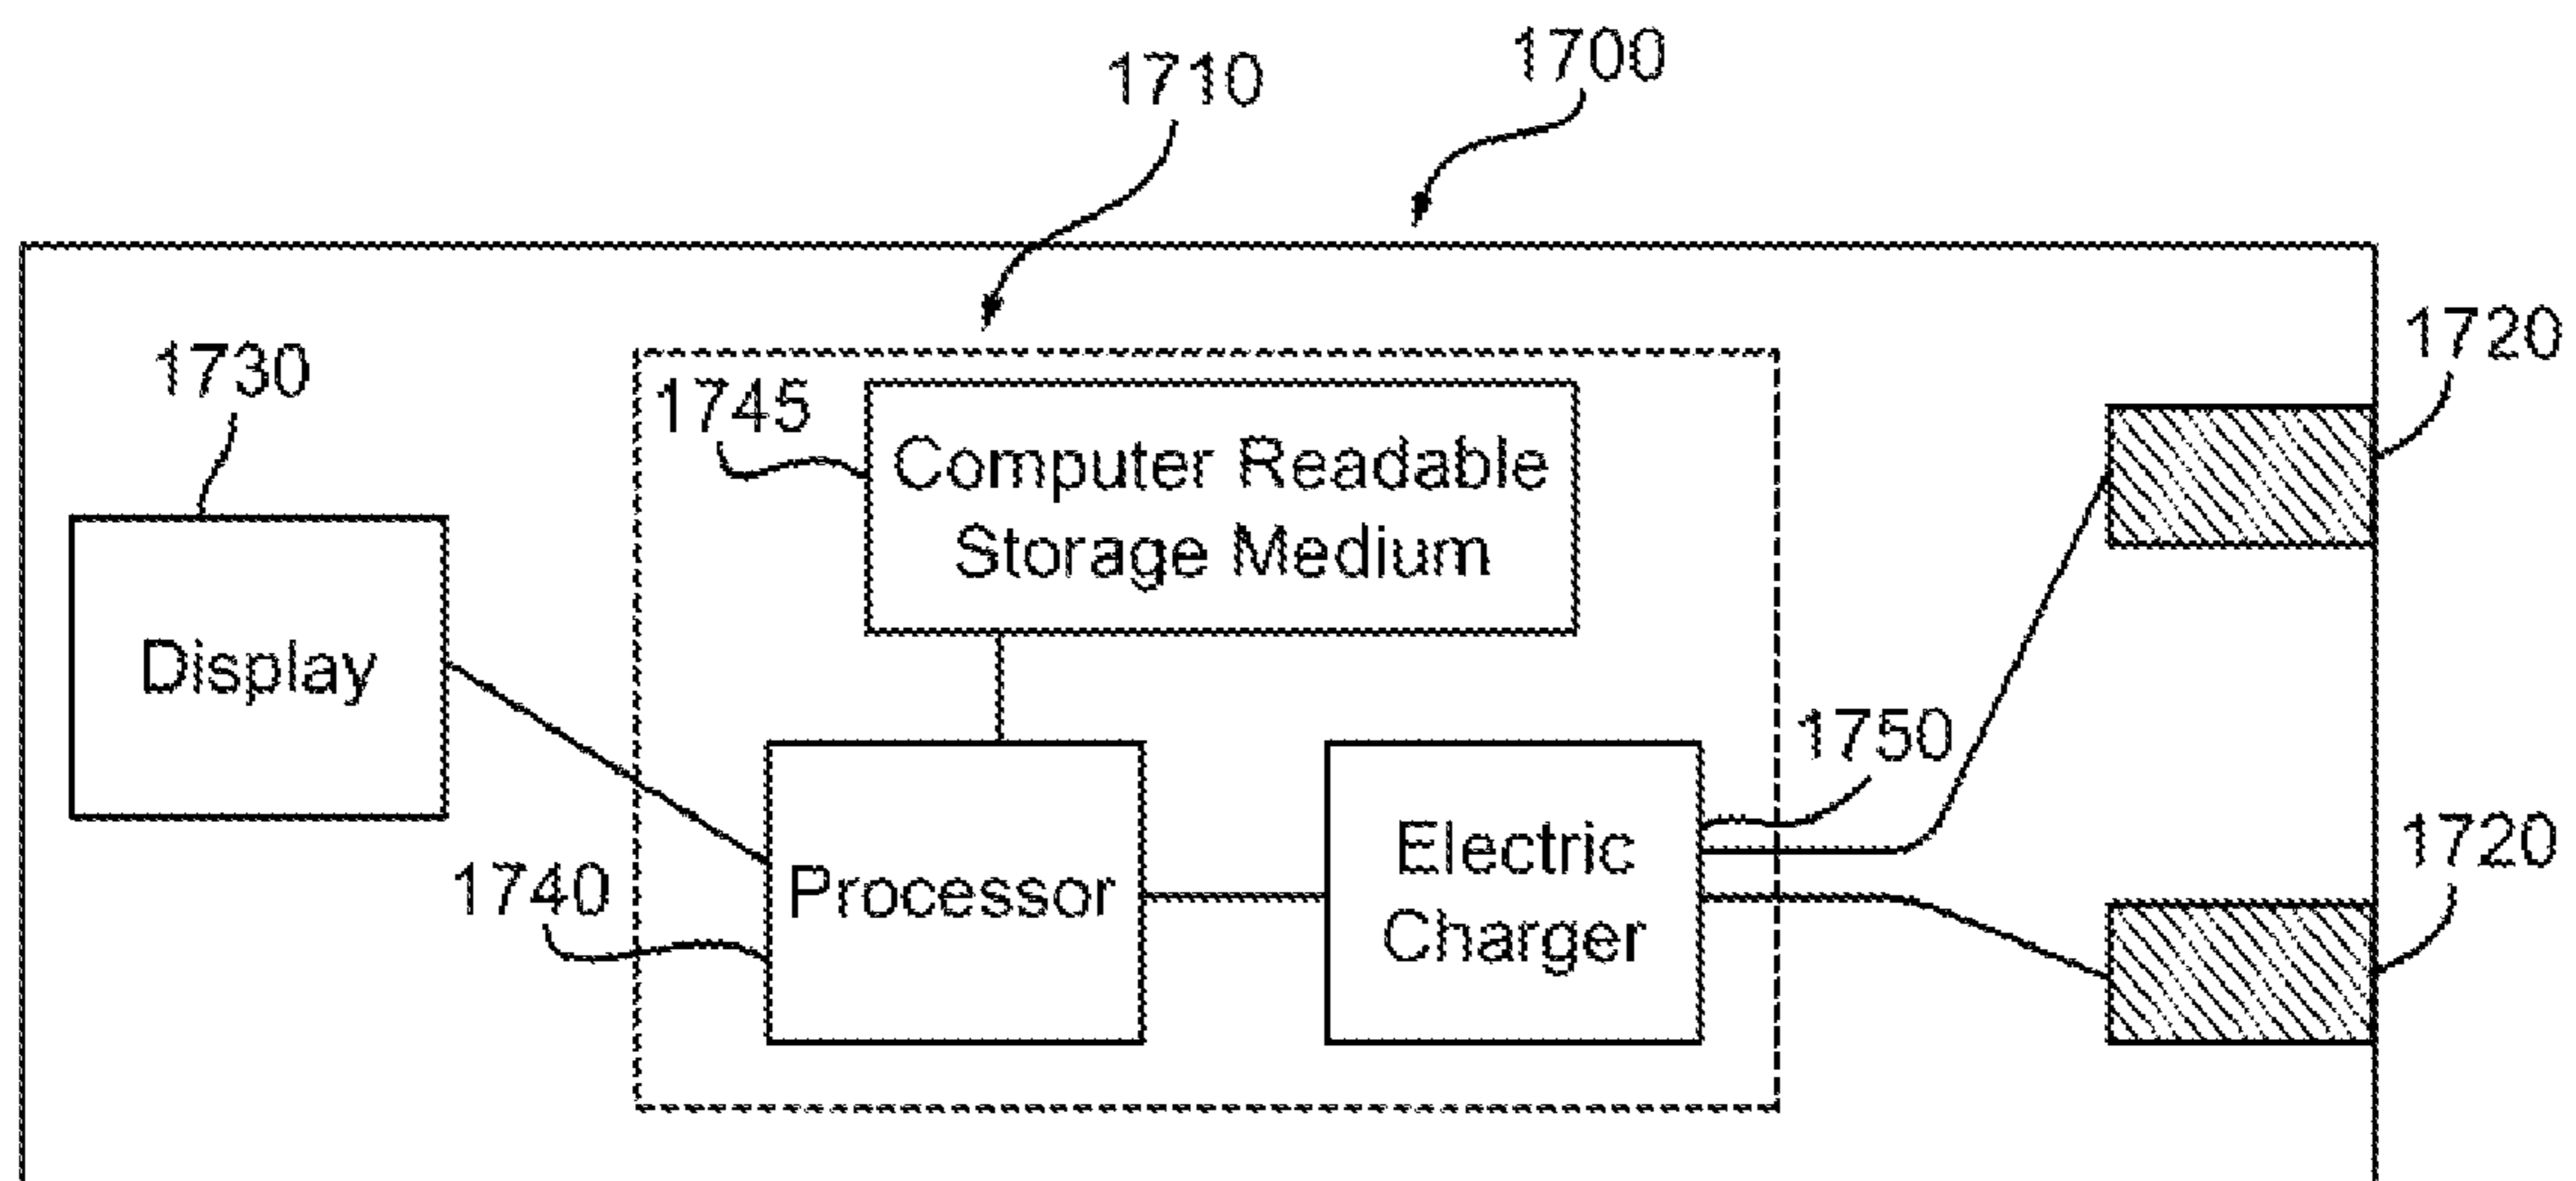 1700
1710
1720
1730
1745
Computer Readable
Storage Medium
Display
1750
1740
Processor
Electric
Charger
1720